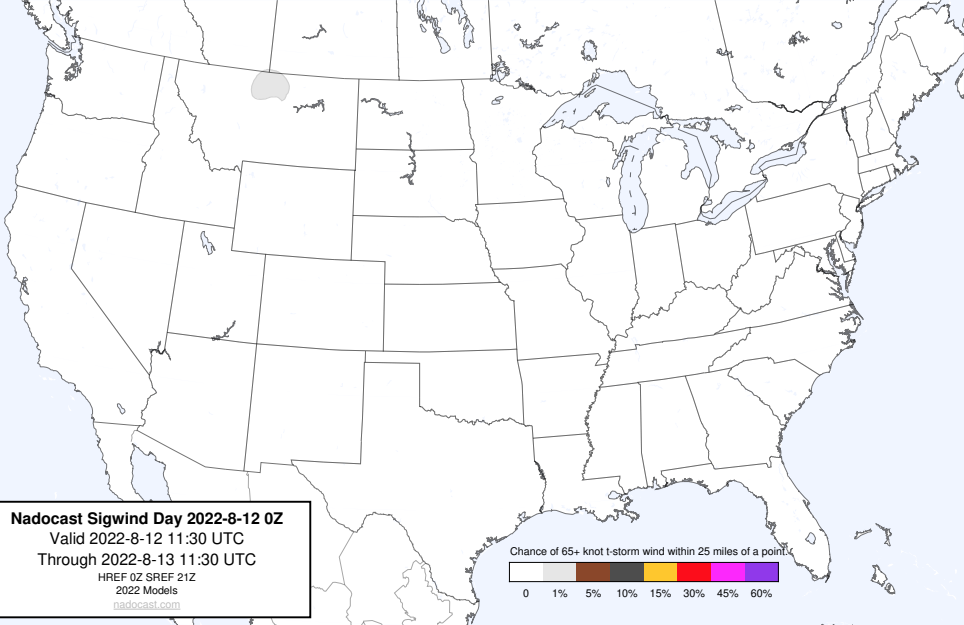 Nadocast Sigwind Day 2022-8-12 0Z
Valid 2022-8-12 11:30 UTC
Through 2022-8-13 11:30 UTC
HREF 0Z SREF 21Z
2022 Models
nadocast.com
Chance of 65+ knot t-storm wind within 25 miles of a point.
0 1% 5% 10% 15% 30% 45% 60%